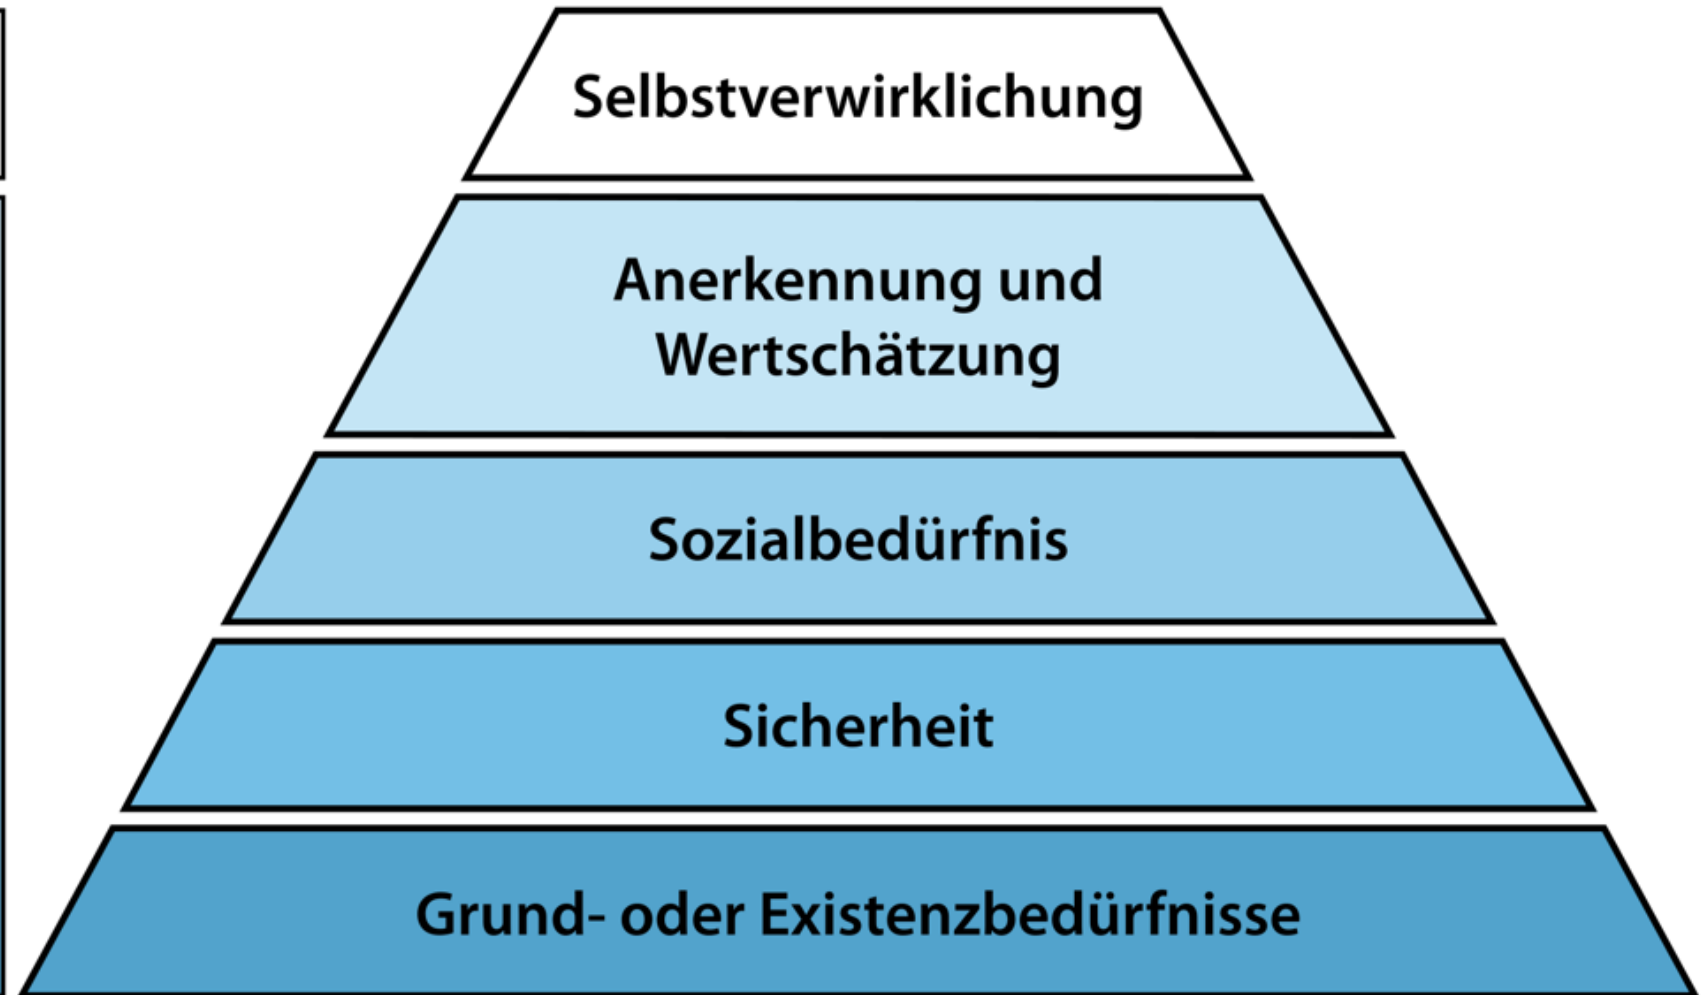 Selbstverwirklichung
Anerkennung und
Wertschätzung
Sozialbedürfnis
Sicherheit
Grund- oder Existenzbedürfnisse